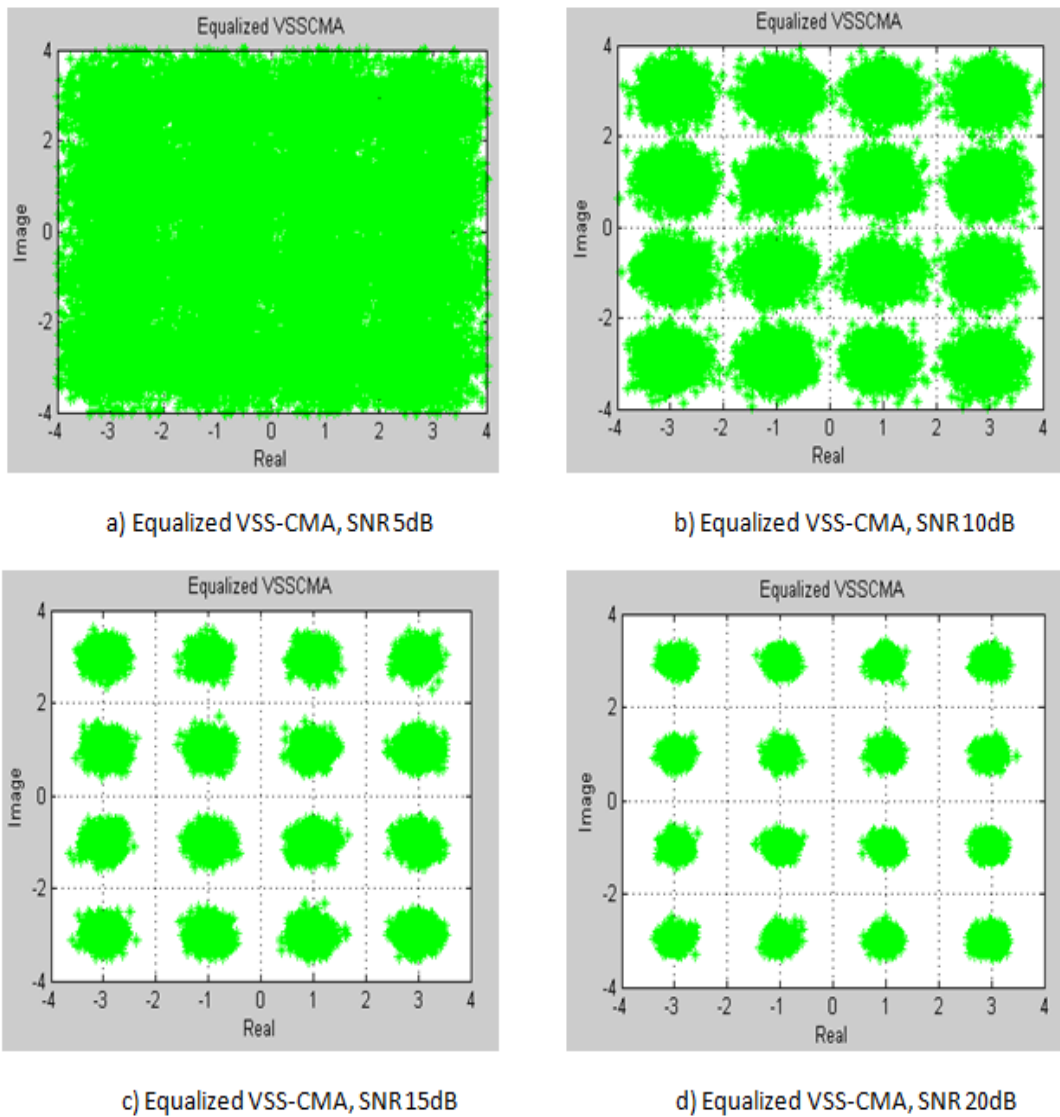 Equalized VSSCMA
4
2
0
-2
-4
Image
-4 -3 -2 -1 0 1 2 3 4
Real
a) Equalized VSS-CMA, SNR 5dB
Equalized VSSCMA
4
2
0
-2
-4
Image
-4 -3 -2 -1 0 1 2 3 4
Real
b) Equalized VSS-CMA, SNR 10dB
Equalized VSSCMA
4
2
0
-2
-4
Image
-4 -3 -2 -1 0 1 2 3 4
Real
c) Equalized VSS-CMA, SNR 15dB
Equalized VSSCMA
4
2
0
-2
-4
Image
-4 -3 -2 -1 0 1 2 3 4
Real
d) Equalized VSS-CMA, SNR 20dB